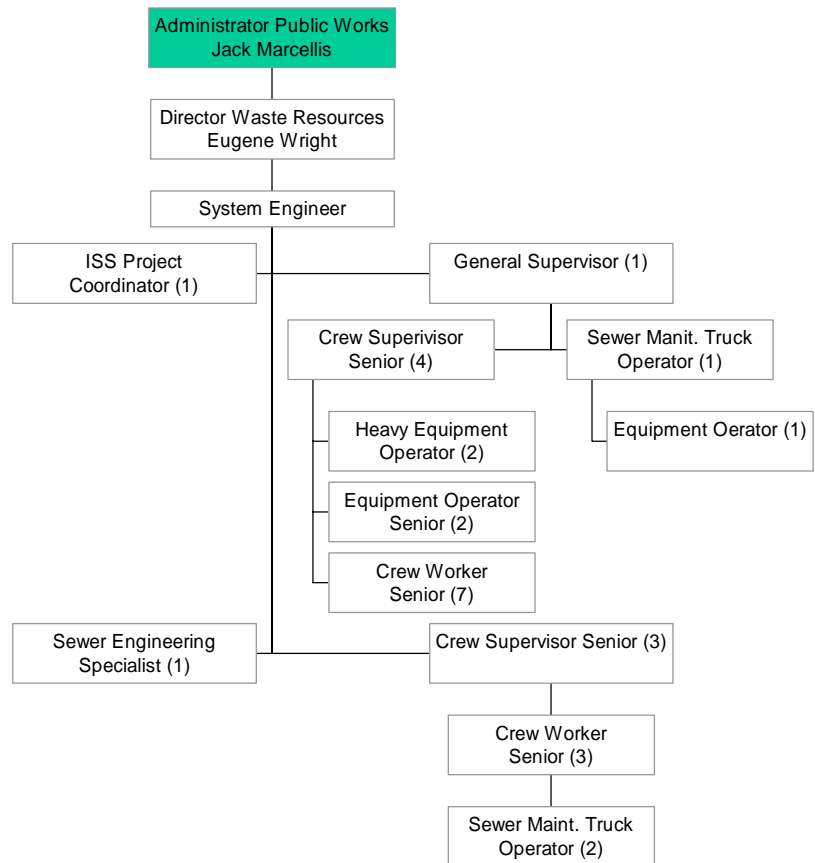 Administrator Public Works
Jack Marcellis
Director Waste Resources
Eugene Wright
System Engineer
ISS Project
Coordinator (1)
General Supervisor (1)
Crew Superivisor
Senior (4)
Sewer Manit. Truck
Operator (1)
Heavy Equipment
Operator (2)
Equipment Oerator (1)
Equipment Operator
Senior (2)
Crew Worker
Senior (7)
Sewer Engineering
Specialist (1)
Crew Supervisor Senior (3)
Crew Worker
Senior (3)
Sewer Maint. Truck
Operator (2)